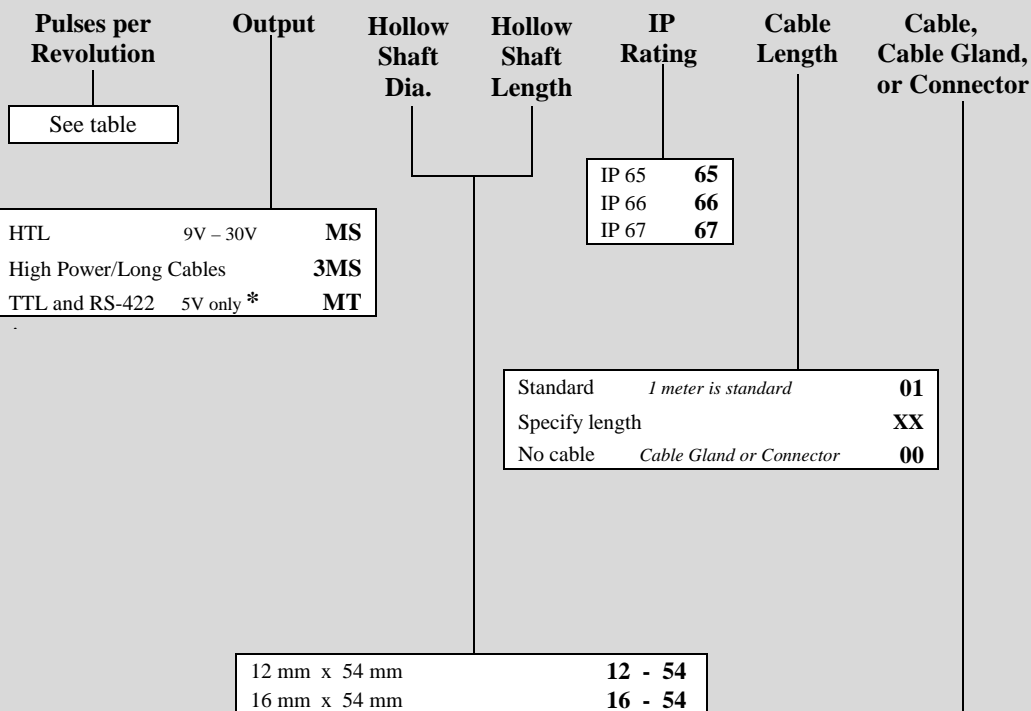 Pulses per Revolution
Output
Hollow Shaft Dia.
Hollow Shaft Length
IP Rating
Cable Length
Cable, Cable Gland, or Connector
See table
IP 65 65
IP 66 66
IP 67 67
HTL 9V – 30V MS
High Power/Long Cables 3MS
TTL and RS-422 5V only * MT
Standard 1 meter is standard 01
Specify length XX
No cable Cable Gland or Connector 00
12 mm x 54 mm 12 - 54
16 mm x 54 mm 16 - 54